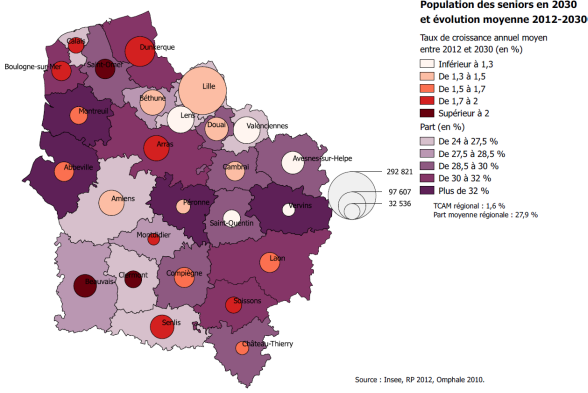 Population des seniors en 2030
et évolution moyenne 2012-2030
Taux de croissance annuel moyen
entre 2012 et 2030 (en %)
Inférieur à 1,3
De 1,3 à 1,5
De 1,5 à 1,7
De 1,7 à 2
Supérieur à 2
Part (en %)
De 24 à 27,5 %
De 27,5 à 28,5 %
De 28,5 à 30 %
De 30 à 32 %
Plus de 32 %
292 821
97 607
32 536
TCAM régional : 1,6 %
Part moyenne régionale : 27,9 %
Calais
Dunkerque
Boulogne-sur-Mer
Saint-Omer
Lille
Béthune
Montreuil
Lens
Douai
Valenciennes
Arras
Avesnes-sur-Helpe
Abbeville
Cambrai
Amiens
Péronne
Vervins
Saint-Quentin
Montdidier
Laon
Beauvais
Clermont
Compiègne
Soissons
Senlis
Château-Thierry
Source : Insee, RP 2012, Omphale 2010.